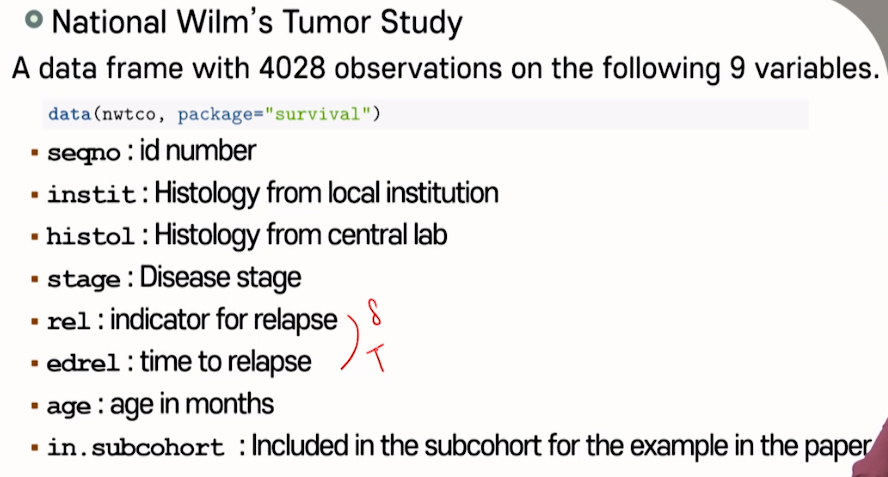 National Wilm's Tumor Study
A data frame with 4028 observations on the following 9 variables.
data(nwtco, package="survival")
▪ seqno : id number
▪ instit : Histology from local institution
▪ histol : Histology from central lab
▪ stage : Disease stage
▪ rel : indicator for relapse δ
▪ edrel : time to relapse T
▪ age : age in months
▪ in.subcohort : Included in the subcohort for the example in the paper